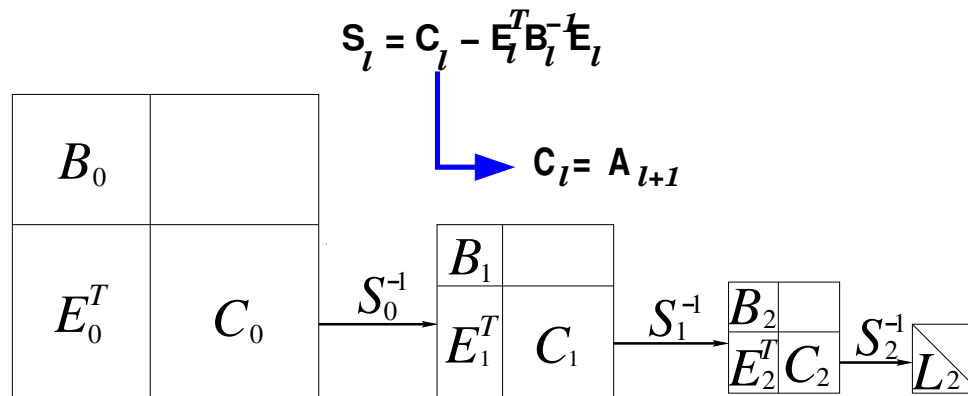 S_l = C_l – E_l^T B_l^{-1} E_l
C_l = A_{l+1}
B_0
E_0^T C_0
S_0^{-1}
B_1
E_1^T C_1
S_1^{-1}
B_2
E_2^T C_2
S_2^{-1}
L_2